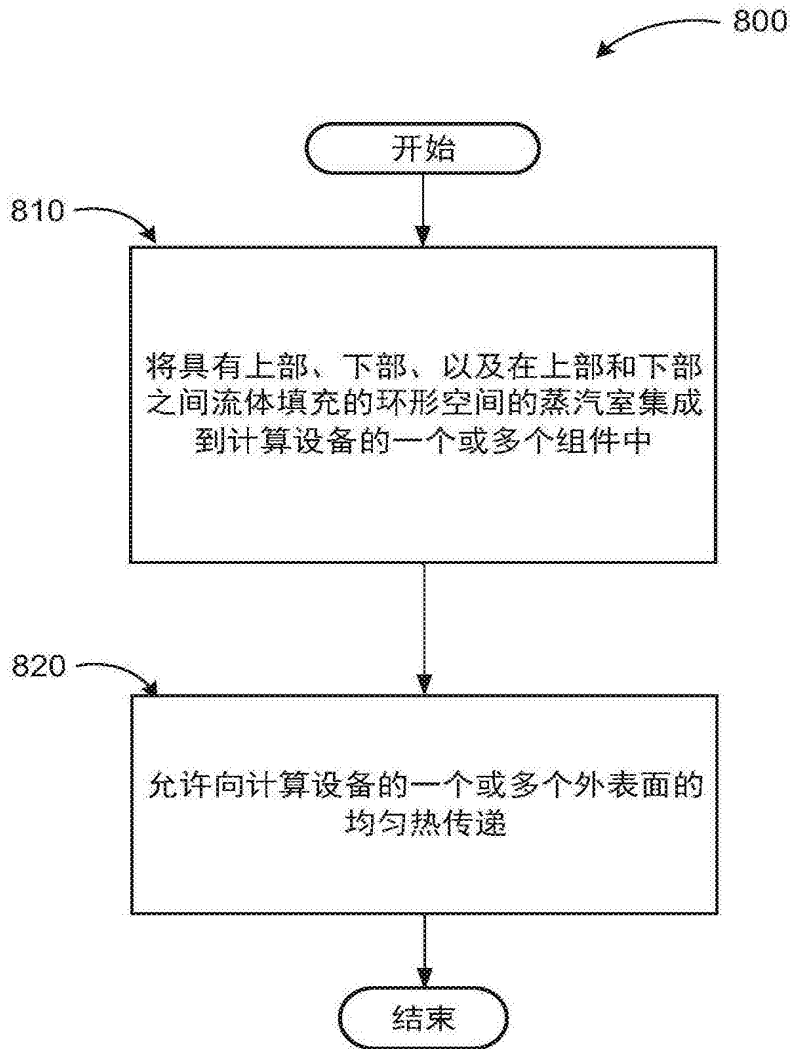 800
开始
810
将具有上部、下部、以及在上部和下部
之间流体填充的环形空间的蒸汽室集成
到计算设备的一个或多个组件中
820
允许向计算设备的一个或多个外表面的
均匀热传递
结束